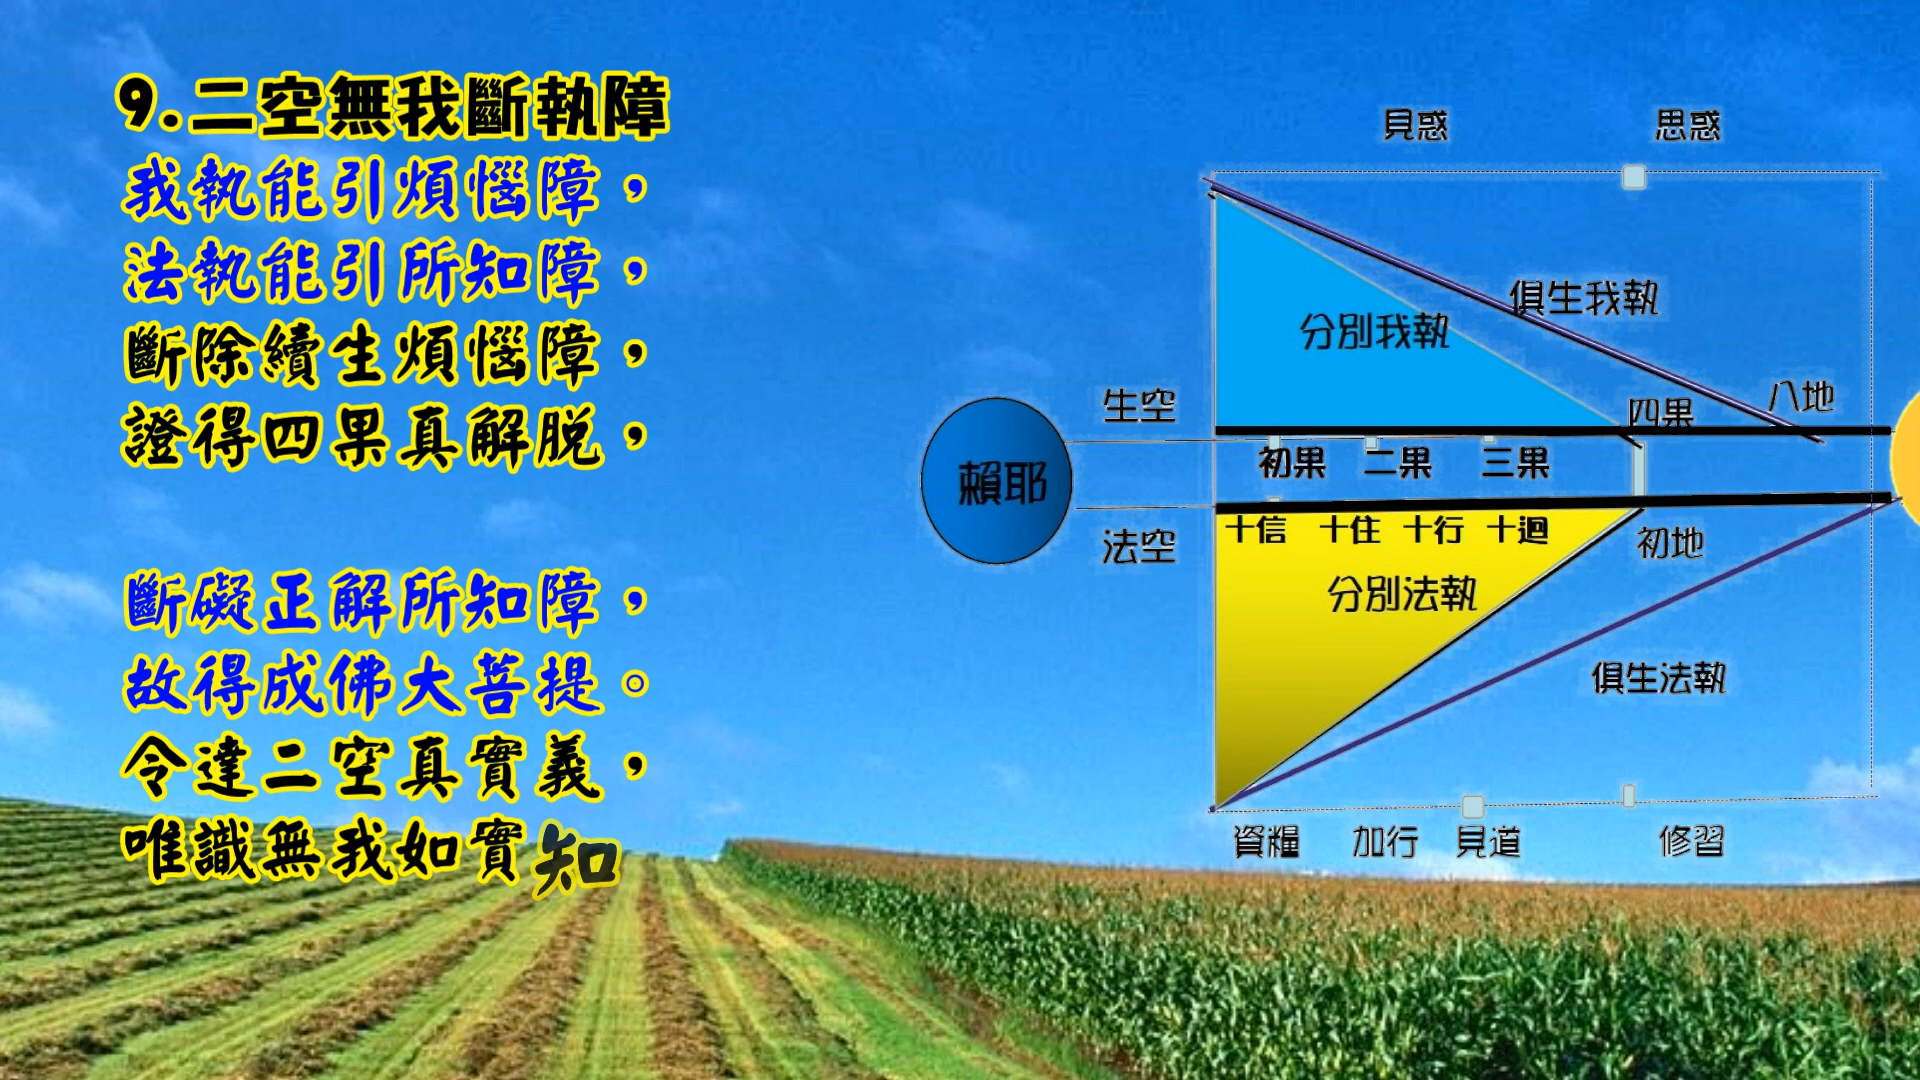 9.二空無我斷執障
我執能引煩惱障，
法執能引所知障，
斷除續生煩惱障，
證得四果真解脫，
斷礙正解所知障，
故得成佛大菩提。
令達二空真實義，
唯識無我如實知
見惑 思惑
俱生我執
分別我執
生空 四果 八地
初果 二果 三果
賴耶
十信 十住 十行 十迴
法空 初地
分別法執
俱生法執
資糧 加行 見道 修習